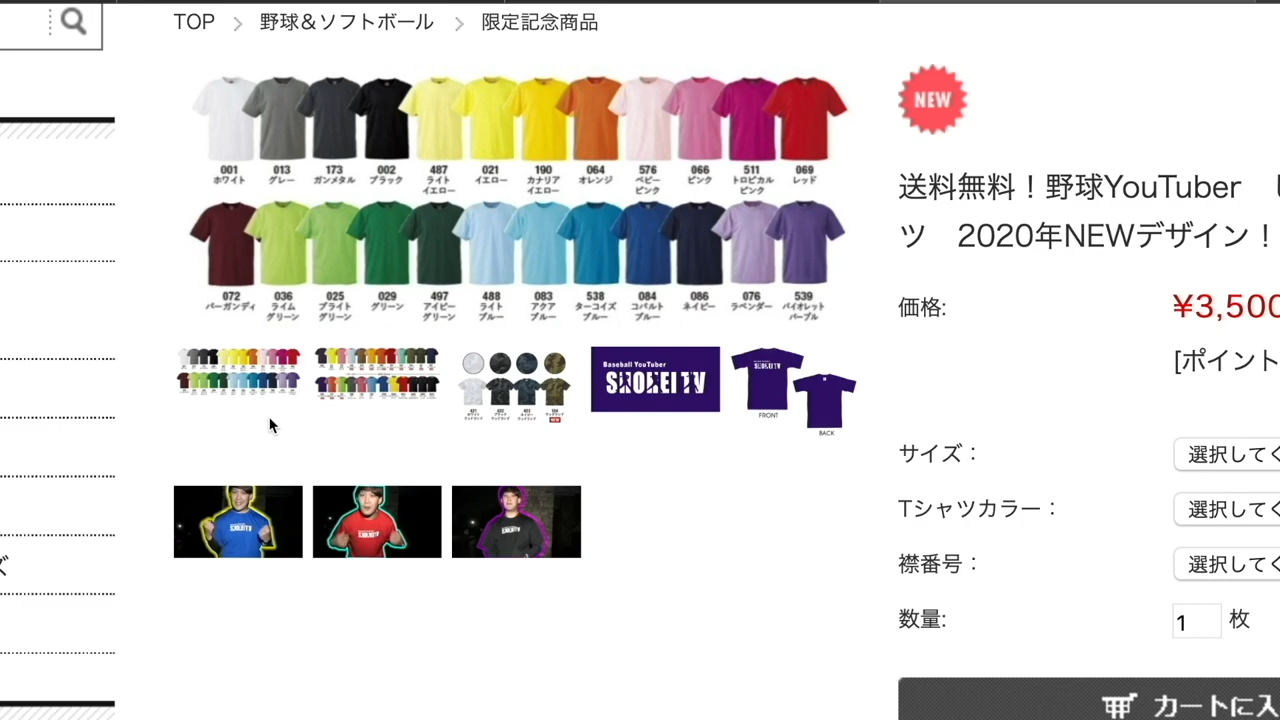 TOP > 野球＆ソフトボール > 限定記念商品
001 013 173 002 487 021 190 064 576 066 511 069
ホワイト グレー ガンメタル ブラック ライト イエロー イエロー カナリア イエロー オレンジ ベビー ピンク ピンク トロピカル ピンク レッド
072 036 025 029 497 488 083 538 084 086 076 539
バーガンディ ライム グリーン ブライト グリーン グリーン アイビー グリーン ライト ブルー アクア ブルー ターコイズ ブルー コバルト ブルー ネイビー ラベンダー バイオレット パープル
Baseball YouTuber
SHOHEI TV
SHOHEI TV
FRONT
BACK
NEW
送料無料！野球YouTuber 「
ツ 2020年NEWデザイン！
価格:
¥3,500
[ポイント
サイズ：
選択してく
Tシャツカラー：
選択してく
襟番号：
選択してく
数量:
1 枚
カートに入
ズ